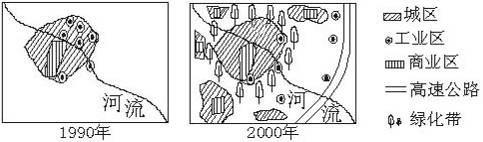 河流
1990年
河流
2000年
城区
工业区
商业区
高速公路
绿化带